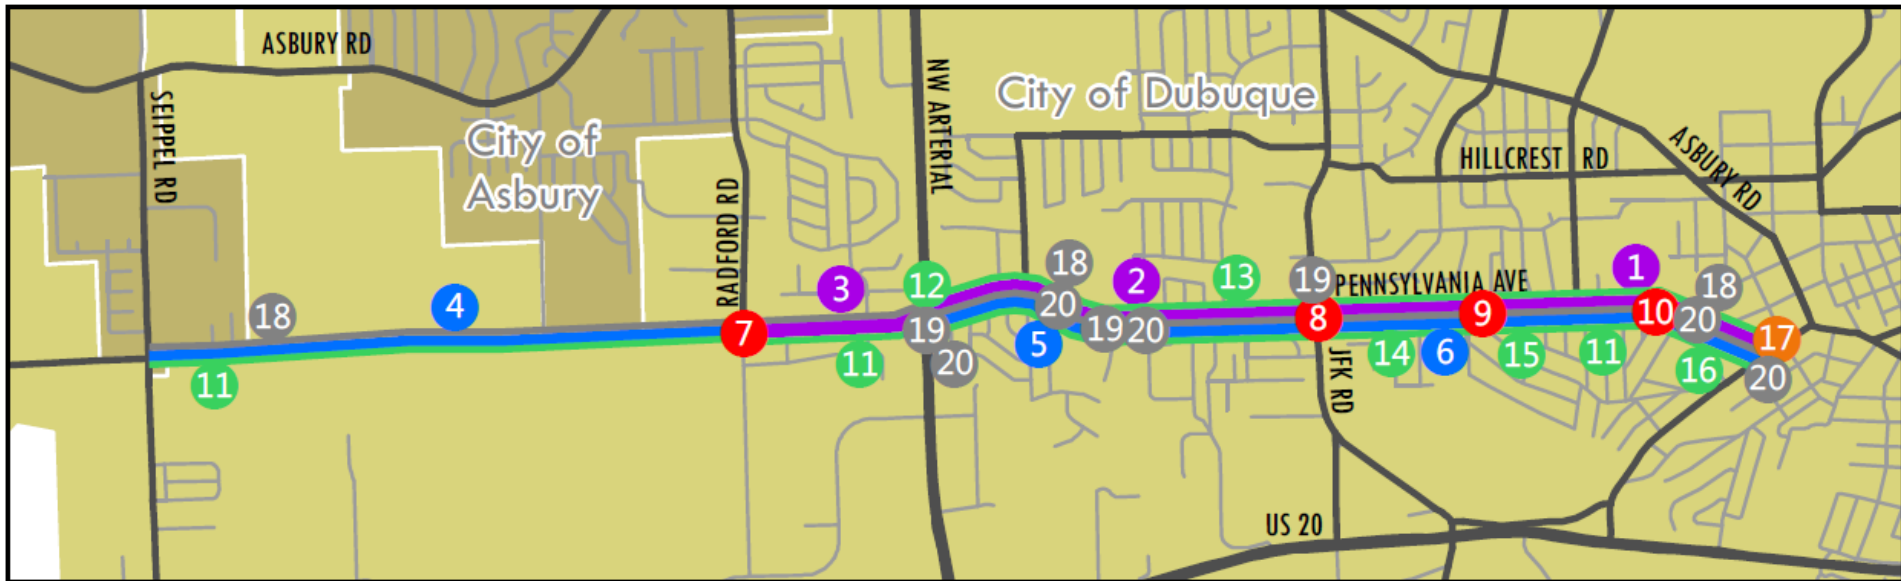 ASBURY RD
SEIPPEL RD
City of
Asbury
RADFORD RD
NW ARTERIAL
City of Dubuque
HILLCREST RD
ASBURY RD
PENNSYLVANIA AVE
JFK RD
US 20
11
18
4
7
3
11
12
19
20
5
18
20
19
2
20
13
19
8
14
6
9
15
11
1
10
18
20
16
17
20